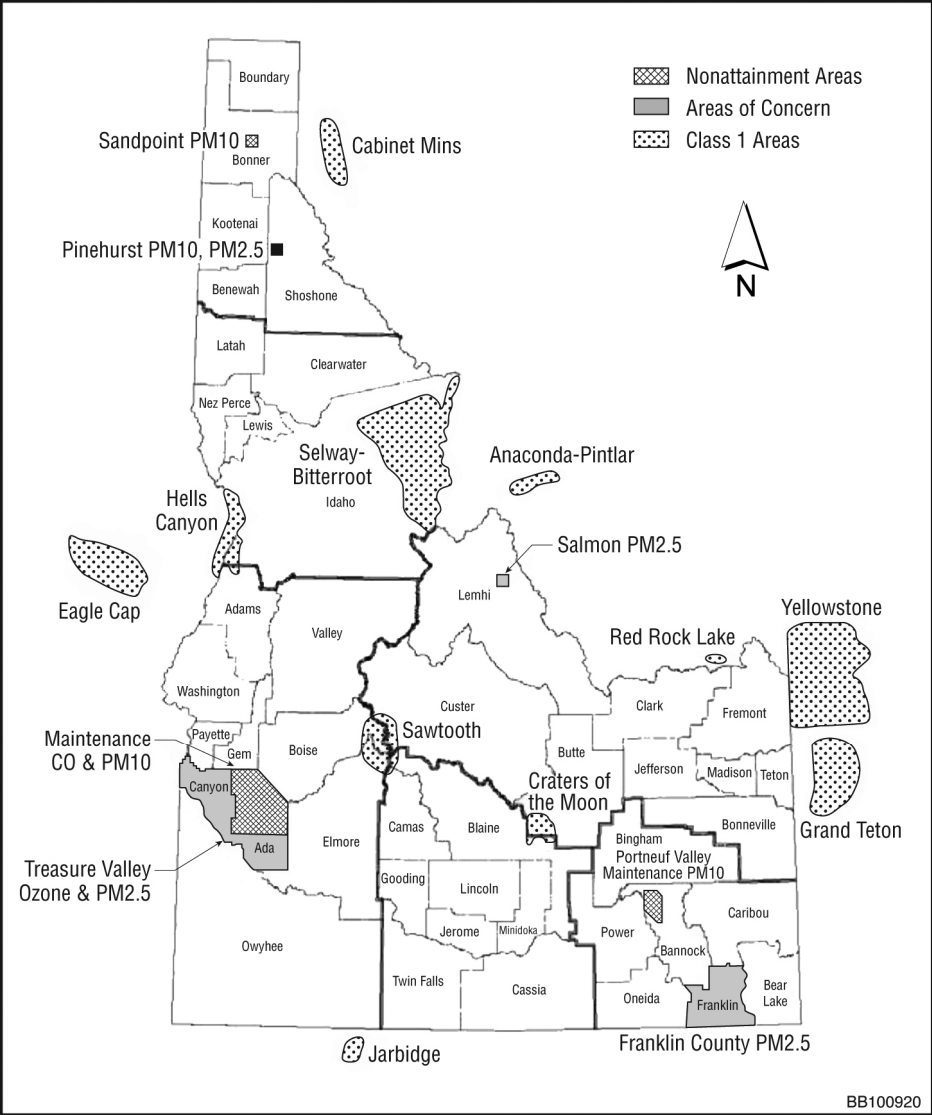 Boundary
Nonattainment Areas
Areas of Concern
Class 1 Areas
Sandpoint PM10
Bonner
Cabinet Mins
Kootenai
Pinehurst PM10, PM2.5
N
Benewah
Shoshone
Latah
Clearwater
Nez Perce
Lewis
Selway-
Bitterroot
Anaconda-Pintlar
Hells
Canyon
Idaho
Salmon PM2.5
Eagle Cap
Adams
Lemhi
Yellowstone
Valley
Red Rock Lake
Washington
Custer
Clark
Fremont
Payette
Sawtooth
Maintenance
CO & PM10
Gem
Boise
Butte
Jefferson
Madison
Teton
Canyon
Craters of
the Moon
Grand Teton
Camas
Blaine
Bonneville
Elmore
Bingham
Ada
Portneuf Valley
Maintenance PM10
Treasure Valley
Ozone & PM2.5
Gooding
Lincoln
Caribou
Jerome
Minidoka
Power
Owyhee
Bannock
Twin Falls
Cassia
Oneida
Franklin
Bear
Lake
Jarbidge
Franklin County PM2.5
BB100920